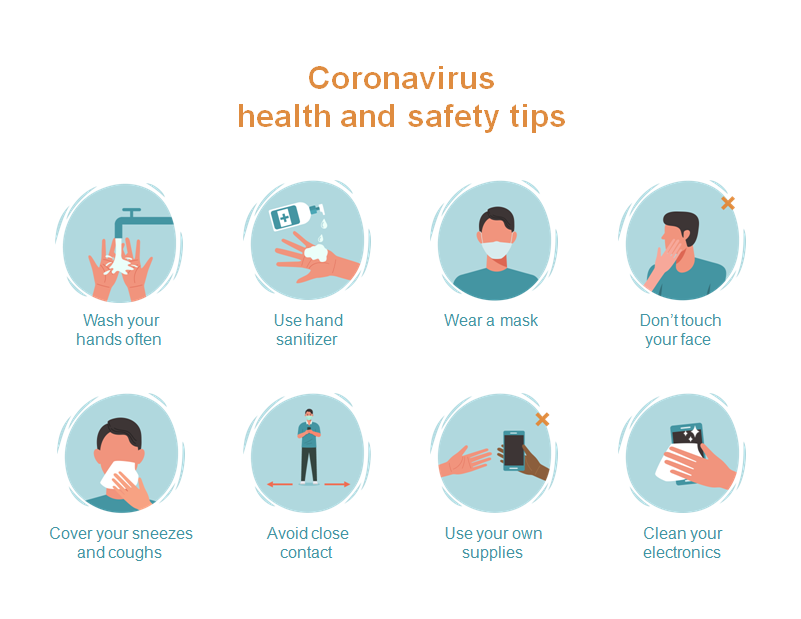 Coronavirus
health and safety tips
Wash your
hands often
Use hand
sanitizer
Wear a mask
Don't touch
your face
Cover your sneezes
and coughs
Avoid close
contact
Use your own
supplies
Clean your
electronics